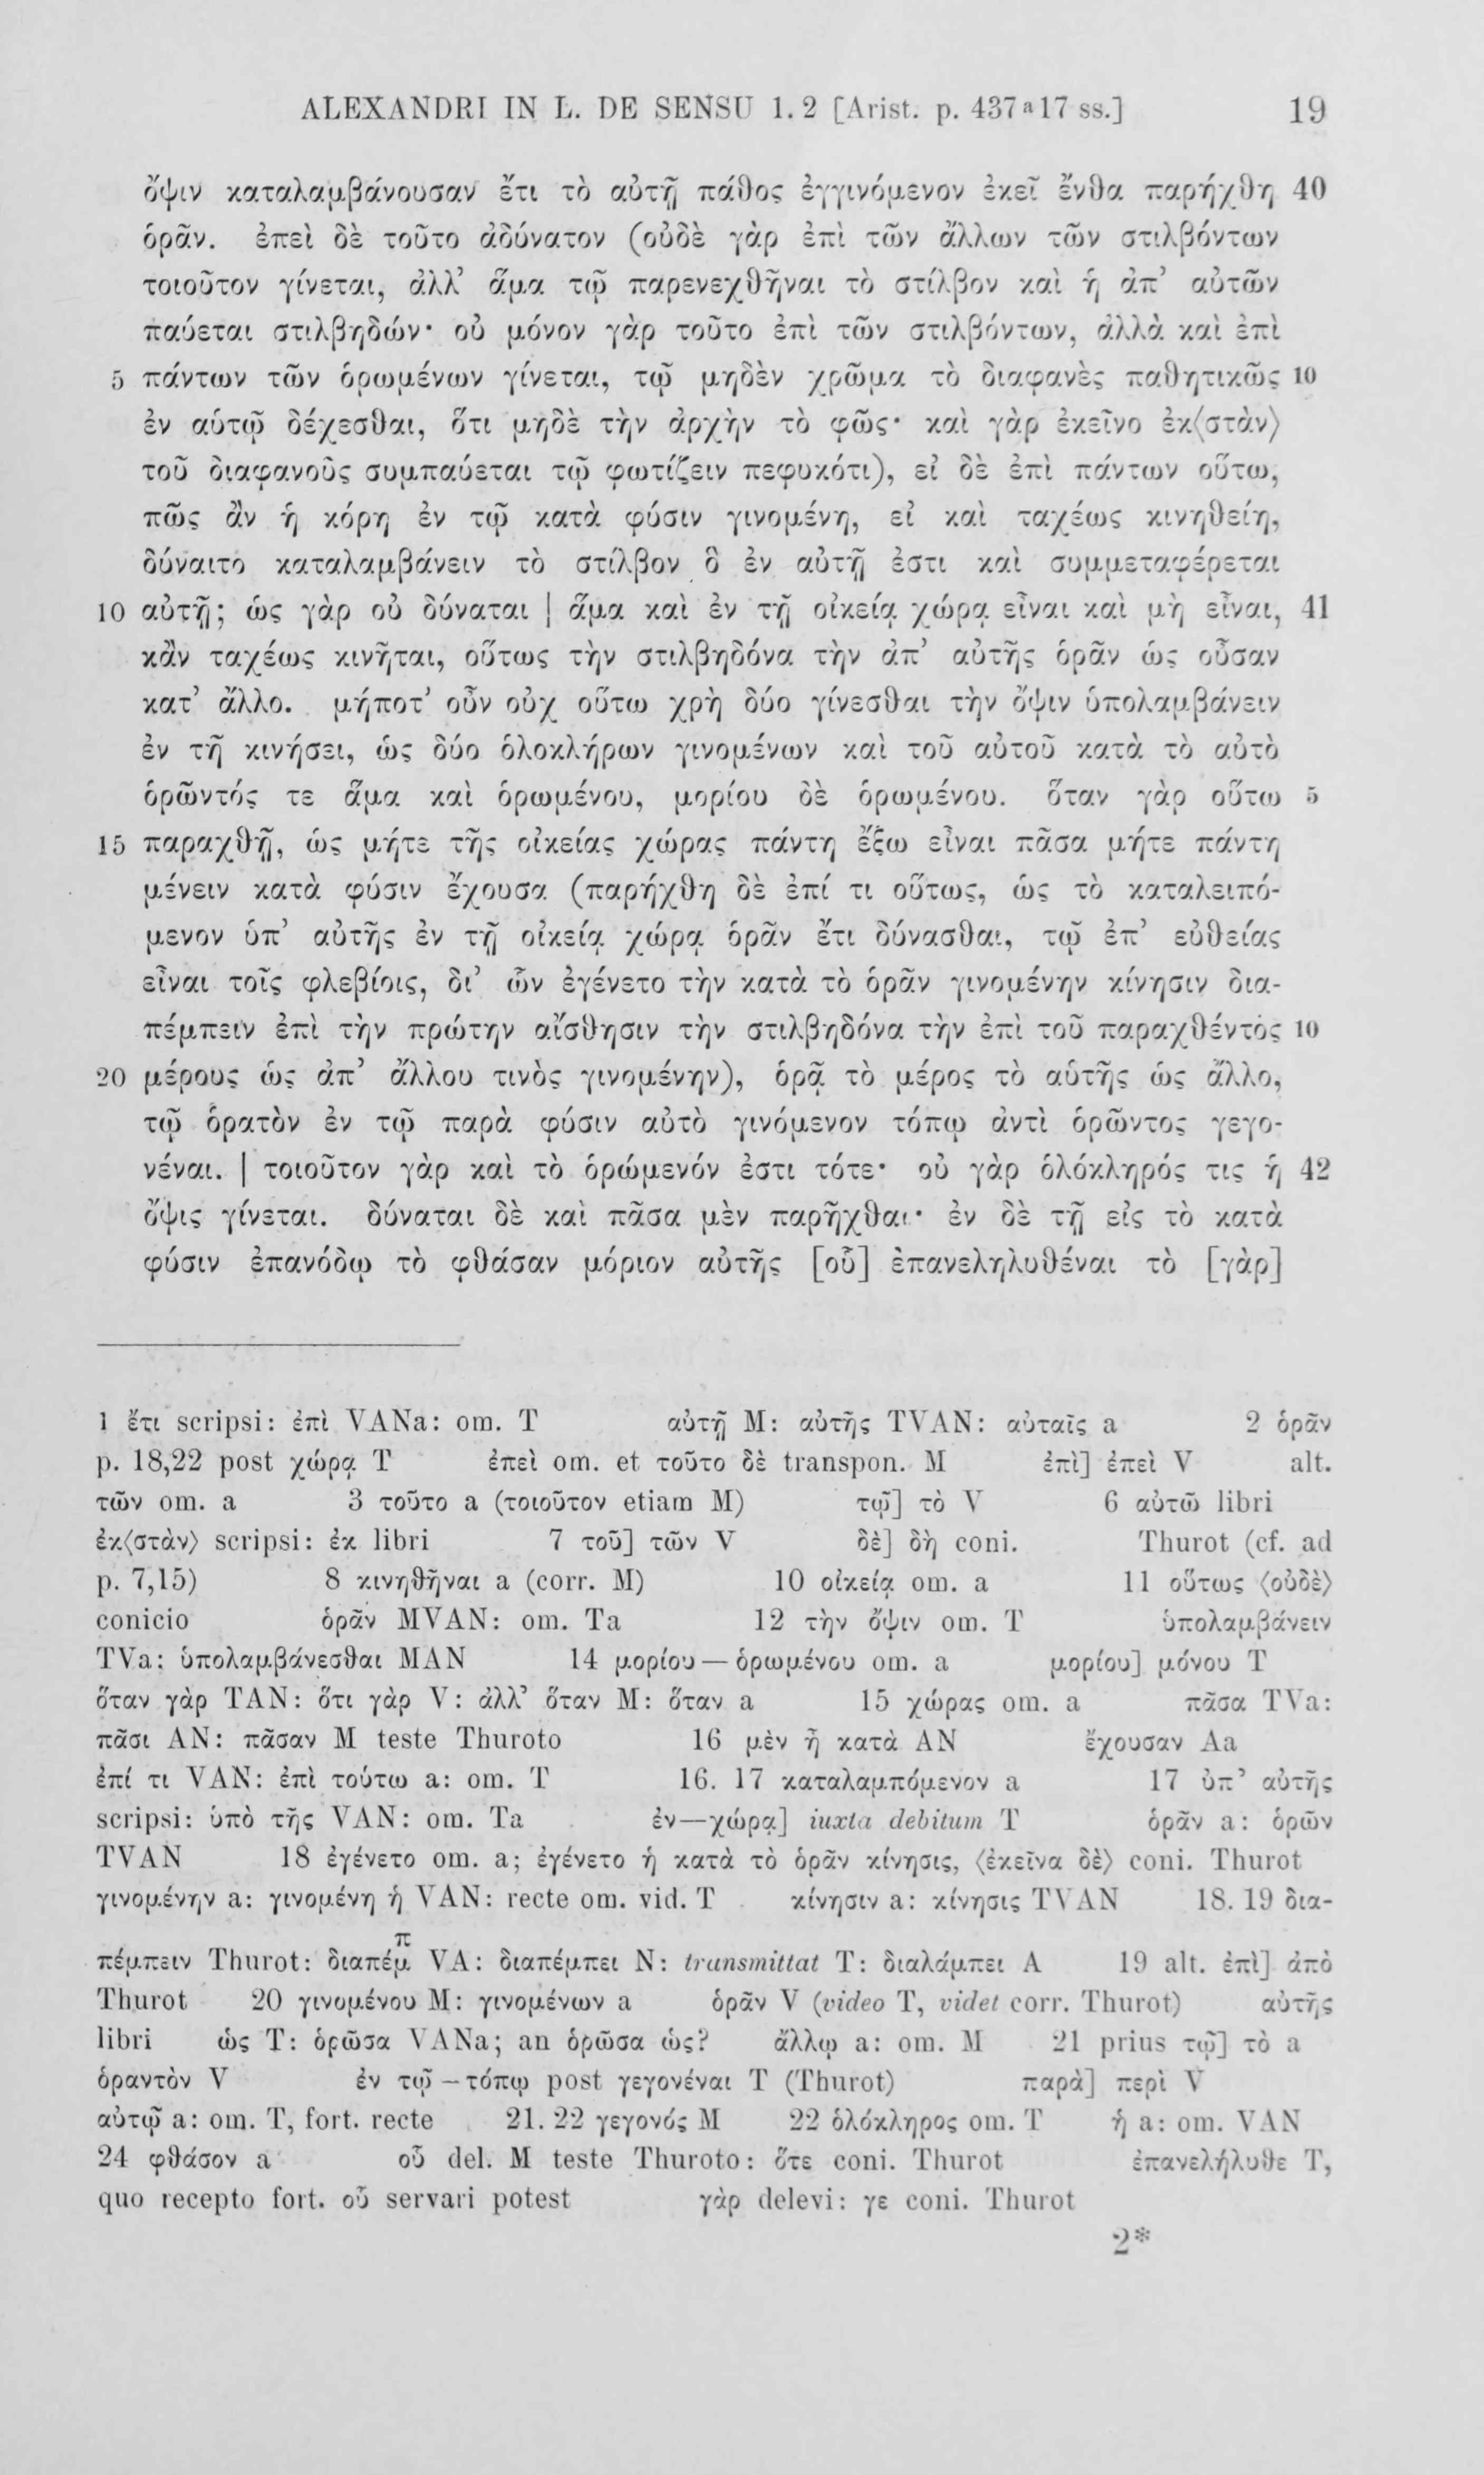 ALEXANDRI IN L. DE SENSU 1. 2 [Arist. p. 437ᵃ17 ss.] 19
ὄψιν καταλαμβάνουσαν ἔτι τὸ αὐτῇ πάθος ἐγγινόμενον ἐκεῖ ἔνθα παρήχθη 40
ὁρᾶν. ἐπεὶ δὲ τοῦτο ἀδύνατον (οὐδὲ γὰρ ἐπὶ τῶν ἄλλων τῶν στιλβόντων
τοιοῦτον γίνεται, ἀλλ’ ἅμα τῷ παρενεχθῆναι τὸ στίλβον καὶ ἡ ἀπ’ αὐτῶν
παύεται στιλβηδών· οὐ μόνον γὰρ τοῦτο ἐπὶ τῶν στιλβόντων, ἀλλὰ καὶ ἐπὶ
5 πάντων τῶν ὁρωμένων γίνεται, τῷ μηδὲν χρῶμα τὸ διαφανὲς παθητικῶς 10
ἐν αὑτῷ δέχεσθαι, ὅτι μηδὲ τὴν ἀρχὴν τὸ φῶς· καὶ γὰρ ἐκεῖνο ἐκ⟨στὰν⟩
τοῦ διαφανοῦς συμπαύεται τῷ φωτίζειν πεφυκότι), εἰ δὲ ἐπὶ πάντων οὕτω,
πῶς ἂν ἡ κόρη ἐν τῷ κατὰ φύσιν γινομένη, εἰ καὶ ταχέως κινηθείη,
δύναιτο καταλαμβάνειν τὸ στίλβον ὃ ἐν αὐτῇ ἐστι καὶ συμμεταφέρεται
10 αὐτῇ; ὡς γὰρ οὐ δύναται | ἅμα καὶ ἐν τῇ οἰκείᾳ χώρᾳ εἶναι καὶ μὴ εἶναι, 41
κἂν ταχέως κινῆται, οὕτως τὴν στιλβηδόνα τὴν ἀπ’ αὐτῆς ὁρᾶν ὡς οὖσαν
κατ’ ἄλλο. μήποτ’ οὖν οὐχ οὕτω χρὴ δύο γίνεσθαι τὴν ὄψιν ὑπολαμβάνειν
ἐν τῇ κινήσει, ὡς δύο ὁλοκλήρων γινομένων καὶ τοῦ αὐτοῦ κατὰ τὸ αὐτὸ
ὁρῶντός τε ἅμα καὶ ὁρωμένου, μορίου δὲ ὁρωμένου. ὅταν γὰρ οὕτω 5
15 παραχθῇ, ὡς μήτε τῆς οἰκείας χώρας πάντη ἔξω εἶναι πᾶσα μήτε πάντη
μένειν κατὰ φύσιν ἔχουσα (παρήχθη δὲ ἐπί τι οὕτως, ὡς τὸ καταλειπό-
μενον ὑπ’ αὐτῆς ἐν τῇ οἰκείᾳ χώρᾳ ὁρᾶν ἔτι δύνασθαι, τῷ ἐπ’ εὐθείας
εἶναι τοῖς φλεβίοις, δι’ ὧν ἐγένετο τὴν κατὰ τὸ ὁρᾶν γινομένην κίνησιν δια-
πέμπειν ἐπὶ τὴν πρώτην αἴσθησιν τὴν στιλβηδόνα τὴν ἐπὶ τοῦ παραχθέντος 10
20 μέρους ὡς ἀπ’ ἄλλου τινὸς γινομένην), ὁρᾷ τὸ μέρος τὸ αὑτῆς ὡς ἄλλο,
τῷ ὁρατὸν ἐν τῷ παρὰ φύσιν αὐτὸ γινόμενον τόπῳ ἀντὶ ὁρῶντος γεγο-
νέναι. | τοιοῦτον γὰρ καὶ τὸ ὁρώμενόν ἐστι τότε· οὐ γὰρ ὁλόκληρός τις ἡ 42
ὄψις γίνεται. δύναται δὲ καὶ πᾶσα μὲν παρῆχθαι· ἐν δὲ τῇ εἰς τὸ κατὰ
φύσιν ἐπανόδῳ τὸ φθάσαν μόριον αὐτῆς [οὗ] ἐπανεληλυθέναι τὸ [γὰρ]
1 ἔτι scripsi: ἐπὶ VANa: om. T αὐτῇ M: αὐτῆς TVAN: αὐταῖς a 2 ὁρᾶν
p. 18,22 post χώρᾳ T ἐπεὶ om. et τοῦτο δὲ transpon. M ἐπὶ] ἐπεὶ V alt.
τῶν om. a 3 τοῦτο a (τοιοῦτον etiam M) τῷ] τὸ V 6 αὐτῶ libri
ἐκ⟨στὰν⟩ scripsi: ἐκ libri 7 τοῦ] τῶν V δὲ] δὴ coni. Thurot (cf. ad
p. 7,15) 8 κινηθῆναι a (corr. M) 10 οἰκείᾳ om. a 11 οὕτως ⟨οὐδὲ⟩
conicio ὁρᾶν MVAN: om. Ta 12 τὴν ὄψιν om. T ὑπολαμβάνειν
TVa: ὑπολαμβάνεσθαι MAN 14 μορίου — ὁρωμένου om. a μορίου] μόνου T
ὅταν γὰρ TAN: ὅτι γὰρ V: ἀλλ’ ὅταν M: ὅταν a 15 χώρας om. a πᾶσα TVa:
πᾶσι AN: πᾶσαν M teste Thuroto 16 μὲν ἢ κατὰ AN ἔχουσαν Aa
ἐπί τι VAN: ἐπὶ τούτω a: om. T 16. 17 καταλαμπόμενον a 17 ὑπ’ αὐτῆς
scripsi: ὑπὸ τῆς VAN: om. Ta ἐν—χώρᾳ] iuxta debitum T ὁρᾶν a: ὁρῶν
TVAN 18 ἐγένετο om. a; ἐγένετο ἡ κατὰ τὸ ὁρᾶν κίνησις, ⟨ἐκεῖνα δὲ⟩ coni. Thurot
γινομένην a: γινομένη ἡ VAN: recte om. vid. T κίνησιν a: κίνησις TVAN 18. 19 δια-
πέμπειν Thurot: διαπέμπ VA: διαπέμπει N: transmittat T: διαλάμπει A 19 alt. ἐπὶ] ἀπὸ
Thurot 20 γινομένου M: γινομένων a ὁρᾶν V (video T, videt corr. Thurot) αὐτῆς
libri ὡς T: ὁρῶσα VANa; an ὁρῶσα ὡς? ἄλλῳ a: om. M 21 prius τῷ] τὸ a
ὁραντὸν V ἐν τῷ – τόπῳ post γεγονέναι T (Thurot) παρὰ] περὶ V
αὐτῷ a: om. T, fort. recte 21. 22 γεγονός M 22 ὁλόκληρος om. T ἡ a: om. VAN
24 φθάσον a οὗ del. M teste Thuroto: ὅτε coni. Thurot ἐπανελήλυθε T,
quo recepto fort. οὗ servari potest γὰρ delevi: γε coni. Thurot
2*